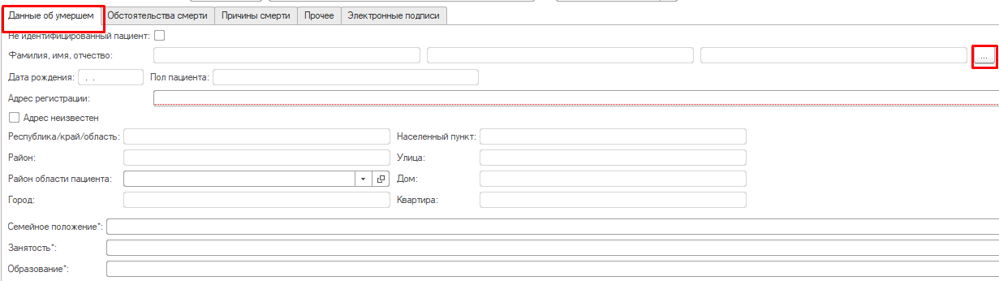 Данные об умершем Обстоятельства смерти Причины смерти Прочее Электронные подписи
Не идентифицированный пациент:
Фамилия, имя, отчество: ...
Дата рождения: . . Пол пациента:
Адрес регистрации:
Адрес неизвестен
Республика/край/область: Населенный пункт:
Район: Улица:
Район области пациента: Дом:
Город: Квартира:
Семейное положение*:
Занятость*:
Образование*: